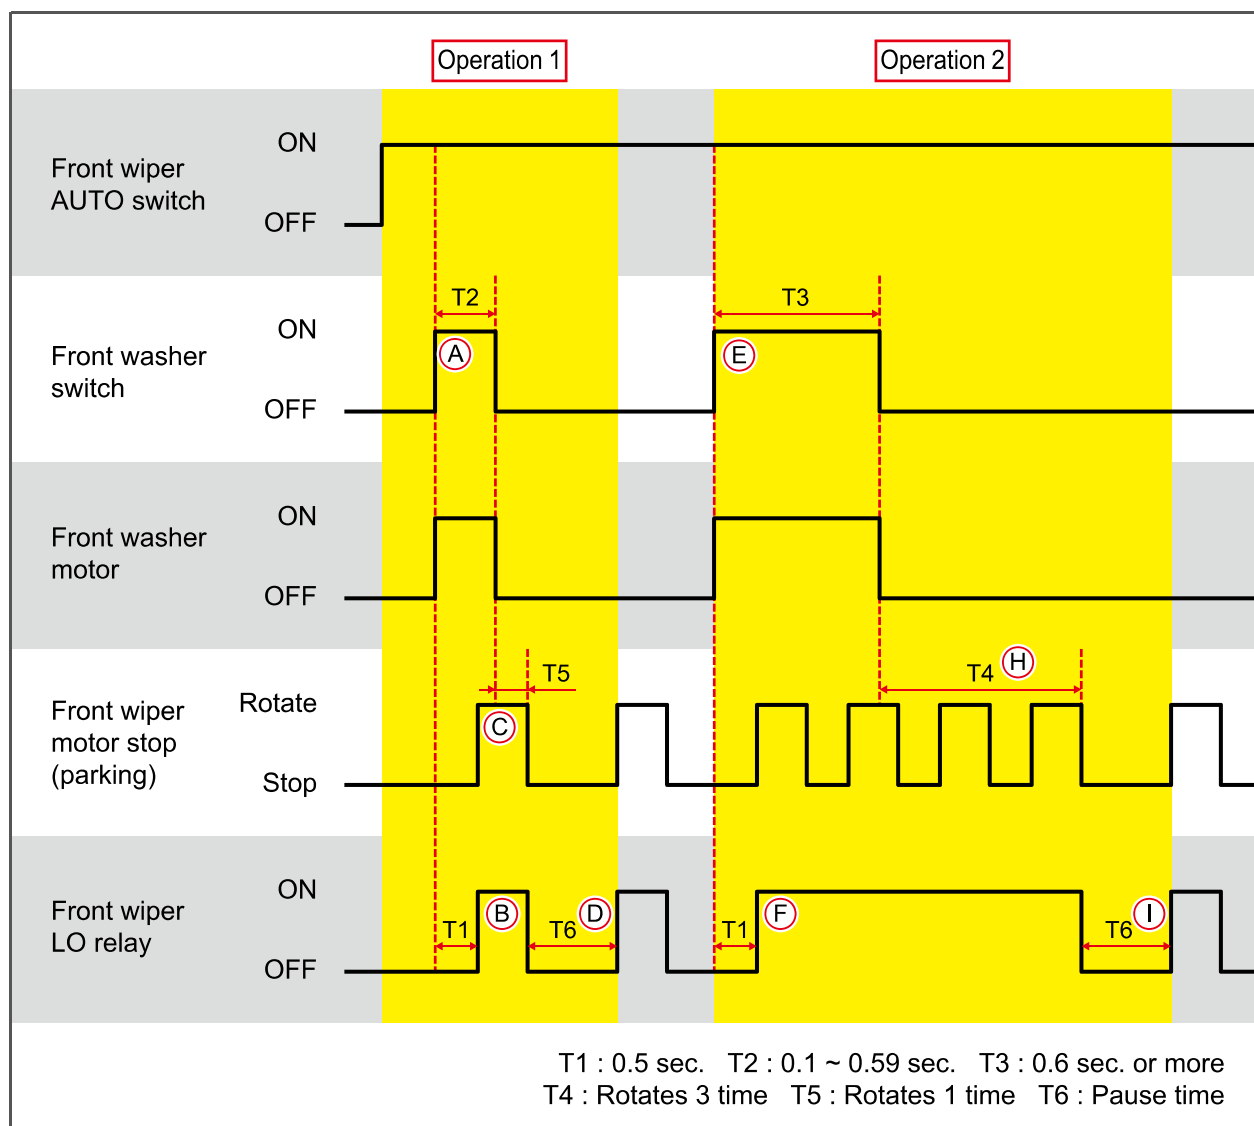 Operation 1
Operation 2
Front wiper
AUTO switch
ON
OFF
Front washer
switch
ON
OFF
T2
A
T3
E
Front washer
motor
ON
OFF
Front wiper
motor stop
(parking)
Rotate
Stop
T5
C
T4
H
Front wiper
LO relay
ON
OFF
T1
B
T6
D
T1
F
T6
I
T1 : 0.5 sec. T2 : 0.1 ~ 0.59 sec. T3 : 0.6 sec. or more
T4 : Rotates 3 time T5 : Rotates 1 time T6 : Pause time